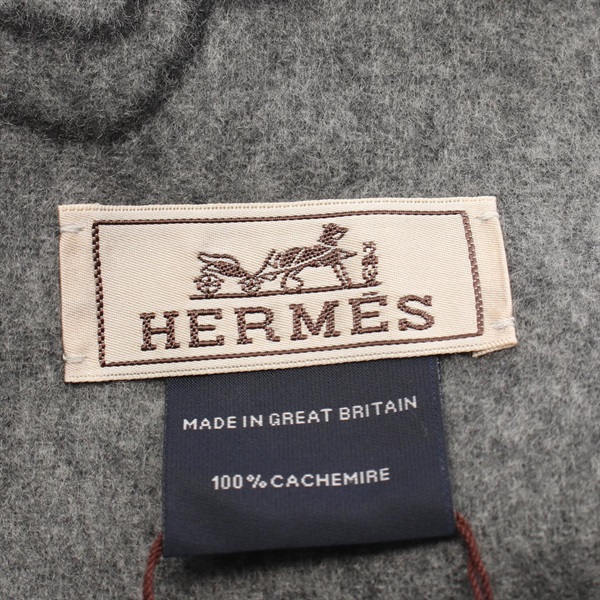 HERMÈS
MADE IN GREAT BRITAIN
100% CACHEMIRE